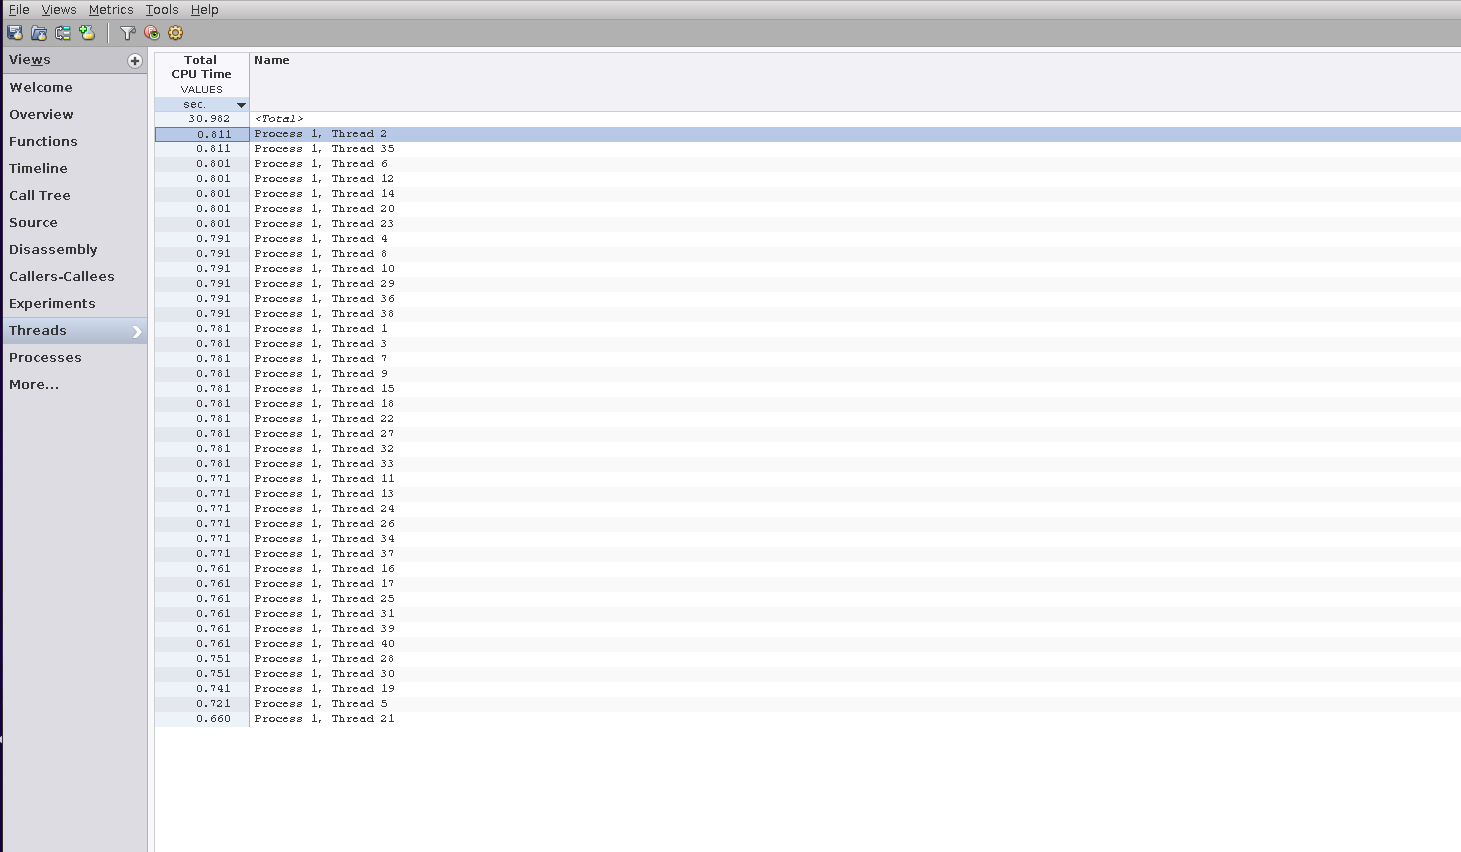 File Views Metrics Tools Help
Views
Welcome
Overview
Functions
Timeline
Call Tree
Source
Disassembly
Callers-Callees
Experiments
Threads
Processes
More...
Total
CPU Time
VALUES
sec.
Name
30.982 <Total>
0.811 Process 1, Thread 2
0.811 Process 1, Thread 35
0.801 Process 1, Thread 6
0.801 Process 1, Thread 12
0.801 Process 1, Thread 14
0.801 Process 1, Thread 20
0.801 Process 1, Thread 23
0.791 Process 1, Thread 4
0.791 Process 1, Thread 8
0.791 Process 1, Thread 10
0.791 Process 1, Thread 29
0.791 Process 1, Thread 36
0.791 Process 1, Thread 38
0.781 Process 1, Thread 1
0.781 Process 1, Thread 3
0.781 Process 1, Thread 7
0.781 Process 1, Thread 9
0.781 Process 1, Thread 15
0.781 Process 1, Thread 18
0.781 Process 1, Thread 22
0.781 Process 1, Thread 27
0.781 Process 1, Thread 32
0.781 Process 1, Thread 33
0.771 Process 1, Thread 11
0.771 Process 1, Thread 13
0.771 Process 1, Thread 24
0.771 Process 1, Thread 26
0.771 Process 1, Thread 34
0.771 Process 1, Thread 37
0.761 Process 1, Thread 16
0.761 Process 1, Thread 17
0.761 Process 1, Thread 25
0.761 Process 1, Thread 31
0.761 Process 1, Thread 39
0.761 Process 1, Thread 40
0.751 Process 1, Thread 28
0.751 Process 1, Thread 30
0.741 Process 1, Thread 19
0.721 Process 1, Thread 5
0.660 Process 1, Thread 21